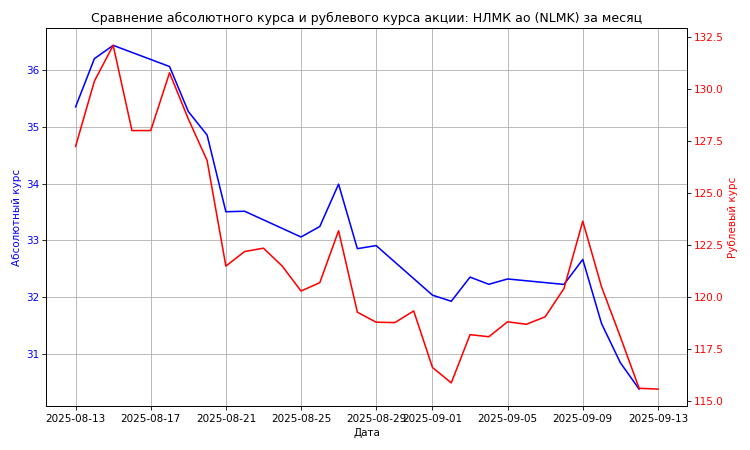 Сравнение абсолютного курса и рублевого курса акции: НЛМК ао (NLMK) за месяц
132.5
36
130.0
35
127.5
34
125.0
Абсолютный курс
Рублевый курс
33
122.5
32
120.0
31
117.5
115.0
2025-08-13 2025-08-17 2025-08-21 2025-08-25 2025-08-29 2025-09-01 2025-09-05 2025-09-09 2025-09-13
Дата